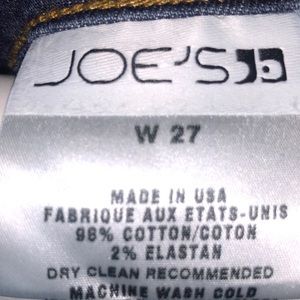 JOE'S
W 27
MADE IN USA
FABRIQUE AUX ETATS-UNIS
98% COTTON/COTON
2% ELASTAN
DRY CLEAN RECOMMENDED
MACHINE WASH COLD